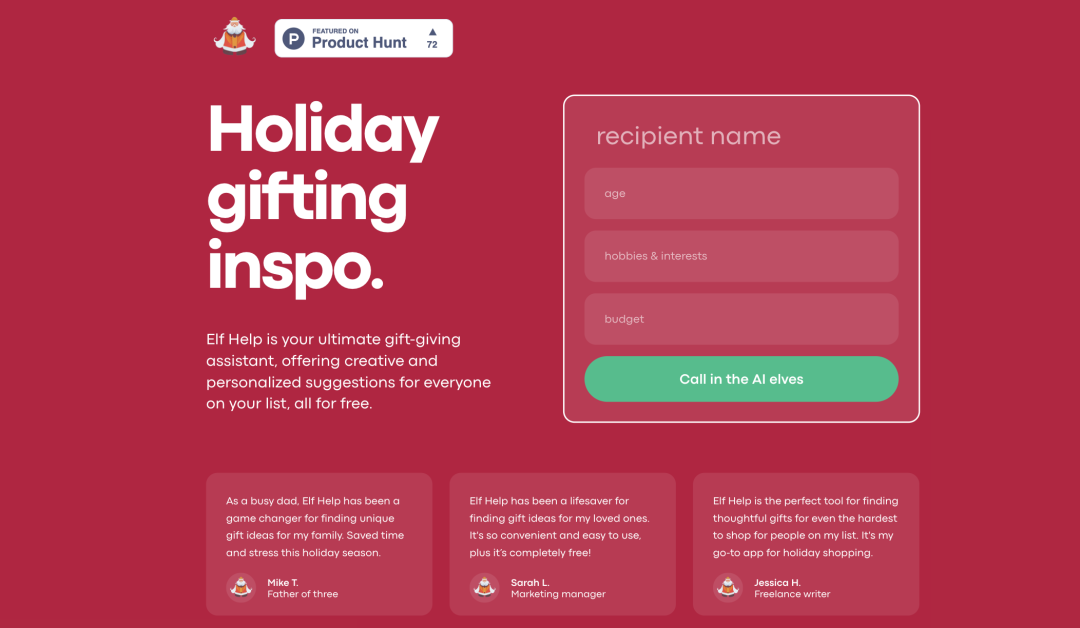 P FEATURED ON
Product Hunt
▲
72
Holiday
gifting
inspo.
Elf Help is your ultimate gift-giving
assistant, offering creative and
personalized suggestions for everyone
on your list, all for free.
recipient name
age
hobbies & interests
budget
Call in the AI elves
As a busy dad, Elf Help has been a
game changer for finding unique
gift ideas for my family. Saved time
and stress this holiday season.
Mike T.
Father of three
Elf Help has been a lifesaver for
finding gift ideas for my loved ones.
It's so convenient and easy to use,
plus it's completely free!
Sarah L.
Marketing manager
Elf Help is the perfect tool for finding
thoughtful gifts for even the hardest
to shop for people on my list. It's my
go-to app for holiday shopping.
Jessica H.
Freelance writer